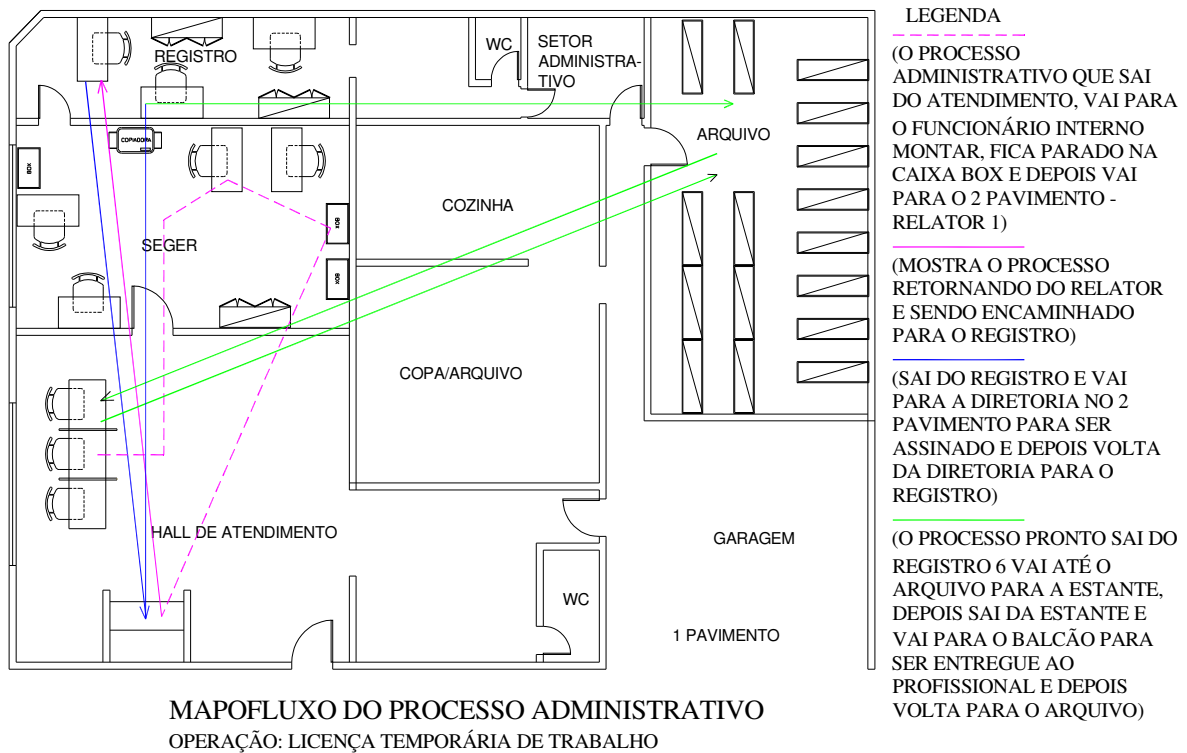 REGISTRO
WC
SETOR
ADMINISTRA-
TIVO
COPIADORA
BOX
ARQUIVO
COZINHA
SEGER
BOX
BOX
COPA/ARQUIVO
HALL DE ATENDIMENTO
GARAGEM
WC
1 PAVIMENTO
LEGENDA
(O PROCESSO
ADMINISTRATIVO QUE SAI
DO ATENDIMENTO, VAI PARA
O FUNCIONÁRIO INTERNO
MONTAR, FICA PARADO NA
CAIXA BOX E DEPOIS VAI
PARA O 2 PAVIMENTO -
RELATOR 1)
(MOSTRA O PROCESSO
RETORNANDO DO RELATOR
E SENDO ENCAMINHADO
PARA O REGISTRO)
(SAI DO REGISTRO E VAI
PARA A DIRETORIA NO 2
PAVIMENTO PARA SER
ASSINADO E DEPOIS VOLTA
DA DIRETORIA PARA O
REGISTRO)
(O PROCESSO PRONTO SAI DO
REGISTRO 6 VAI ATÉ O
ARQUIVO PARA A ESTANTE,
DEPOIS SAI DA ESTANTE E
VAI PARA O BALCÃO PARA
SER ENTREGUE AO
PROFISSIONAL E DEPOIS
VOLTA PARA O ARQUIVO)
MAPOFLUXO DO PROCESSO ADMINISTRATIVO
OPERAÇÃO: LICENÇA TEMPORÁRIA DE TRABALHO